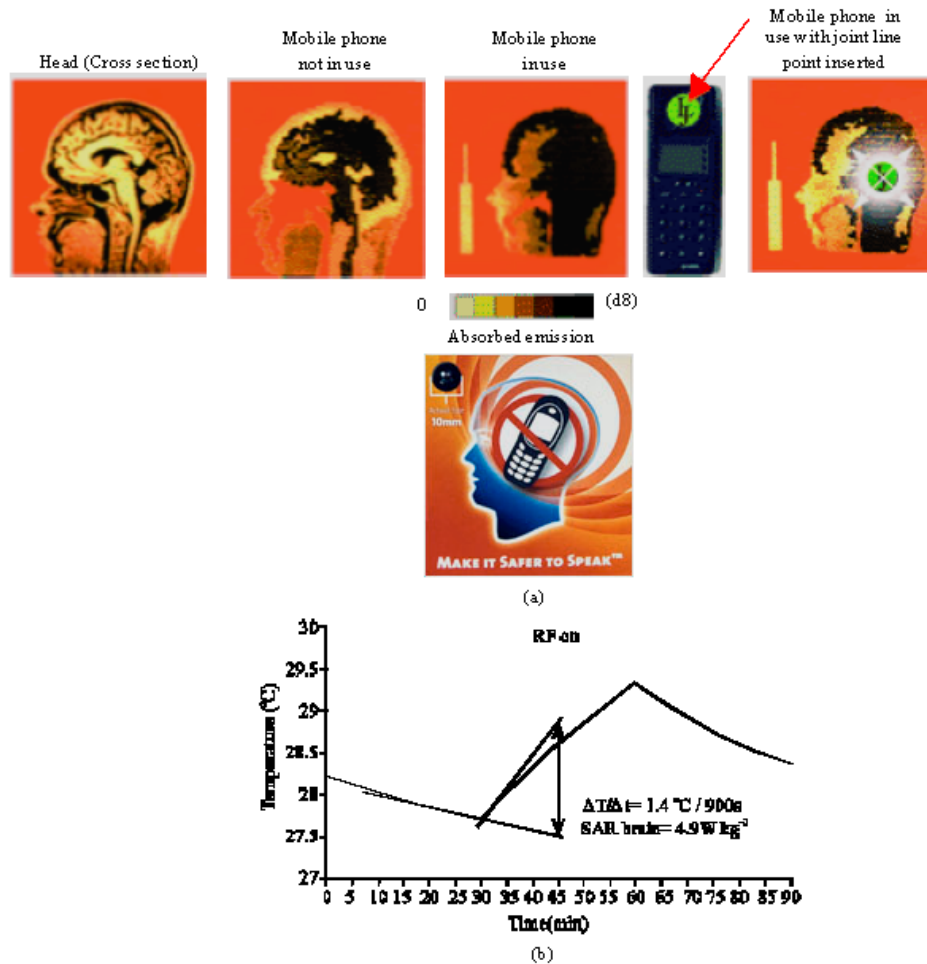 Head (Cross section)
Mobile phone
not in use
Mobile phone
in use
Mobile phone in
use with joint line
point inserted
0
(d8)
Absorbed emission
10mm
MAKE IT SAFER TO SPEAK™
(a)
RF on
Temperature (°C)
30
29.5
29
28.5
28
27.5
27
ΔT/Δt= 1.4 °C / 900s
SAR brain= 4.9W kg⁻¹
0 5 10 15 20 25 30 35 40 45 50 55 60 65 70 75 80 85 90
Time(min)
(b)